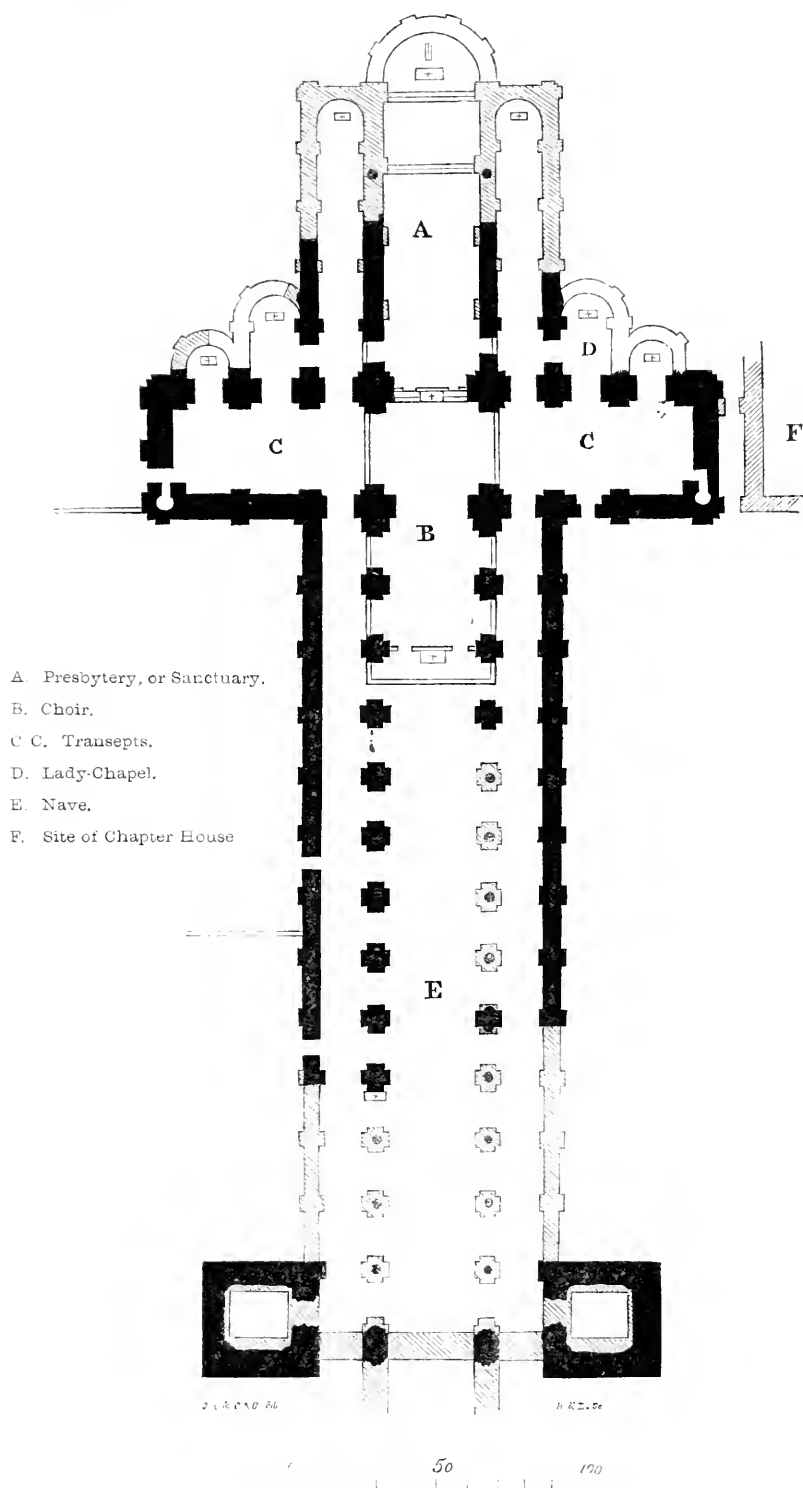 A
D
C
C
F
B
A. Presbytery, or Sanctuary.
B. Choir.
C C. Transepts.
D. Lady-Chapel.
E. Nave.
F. Site of Chapter House
E
50
100